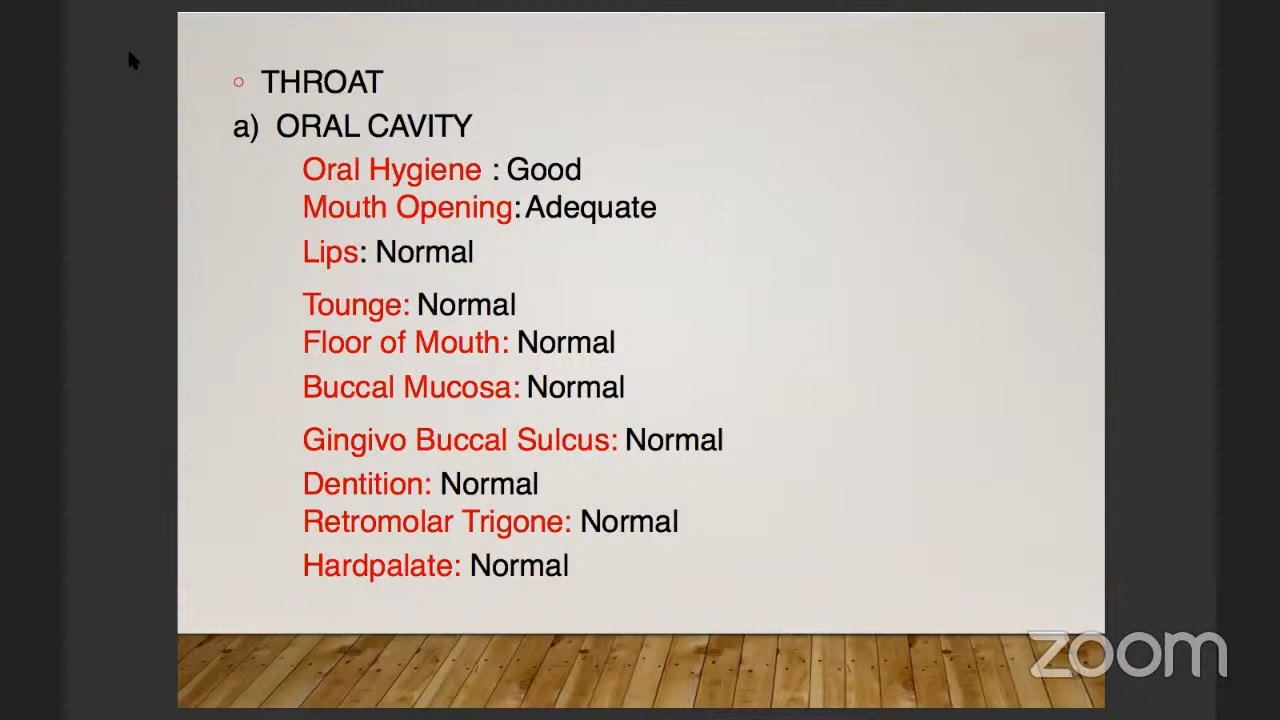 THROAT
a) ORAL CAVITY
Oral Hygiene : Good
Mouth Opening: Adequate
Lips: Normal
Tounge: Normal
Floor of Mouth: Normal
Buccal Mucosa: Normal
Gingivo Buccal Sulcus: Normal
Dentition: Normal
Retromolar Trigone: Normal
Hardpalate: Normal
zoom